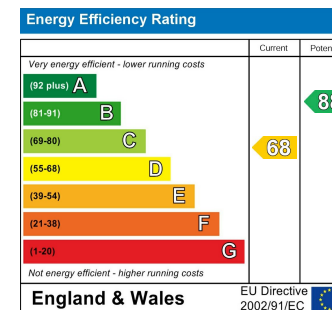 Energy Efficiency Rating
Current
Very energy efficient - lower running costs
(92 plus) A
(81-91) B
(69-80) C
68
(55-68) D
(39-54) E
(21-38) F
(1-20) G
Not energy efficient - higher running costs
England & Wales
EU Directive
2002/91/EC